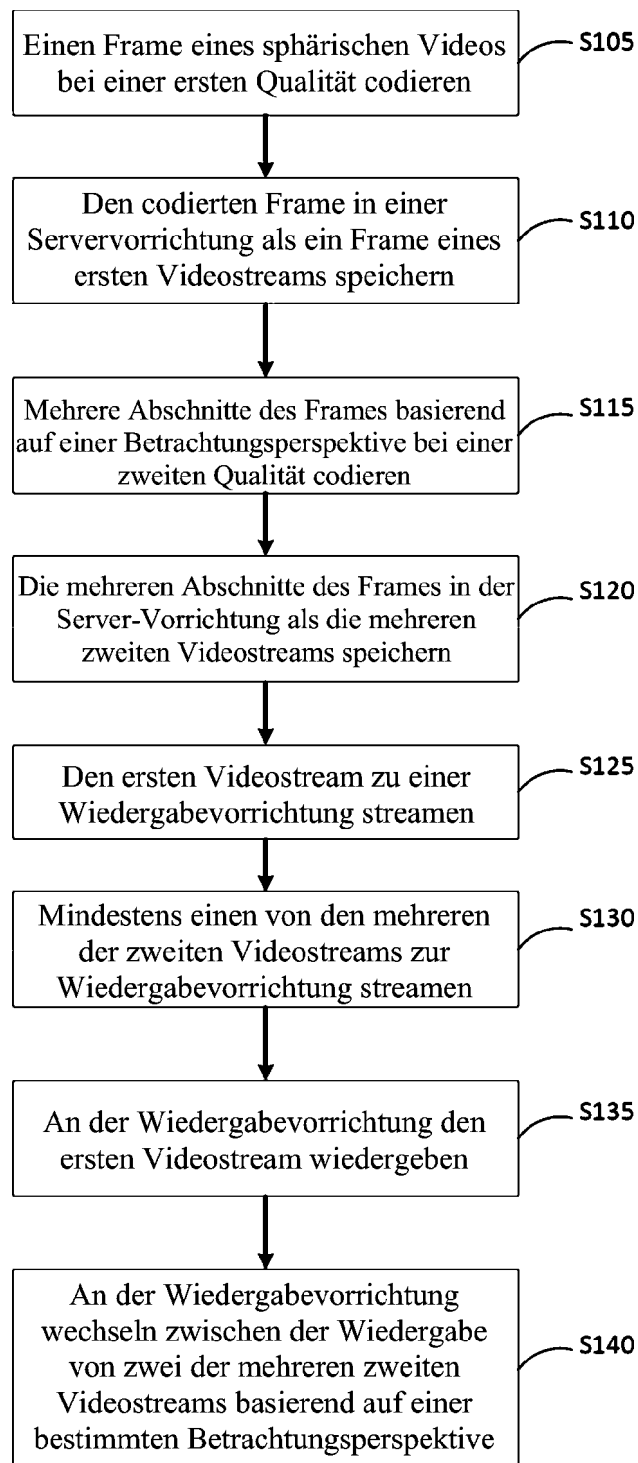 Einen Frame eines sphärischen Videos
bei einer ersten Qualität codieren
S105
Den codierten Frame in einer
Servervorrichtung als ein Frame eines
ersten Videostreams speichern
S110
Mehrere Abschnitte des Frames basierend
auf einer Betrachtungsperspektive bei einer
zweiten Qualität codieren
S115
Die mehreren Abschnitte des Frames in der
Server-Vorrichtung als die mehreren
zweiten Videostreams speichern
S120
Den ersten Videostream zu einer
Wiedergabevorrichtung streamen
S125
Mindestens einen von den mehreren
der zweiten Videostreams zur
Wiedergabevorrichtung streamen
S130
An der Wiedergabevorrichtung den
ersten Videostream wiedergeben
S135
An der Wiedergabevorrichtung
wechseln zwischen der Wiedergabe
von zwei der mehreren zweiten
Videostreams basierend auf einer
bestimmten Betrachtungsperspektive
S140